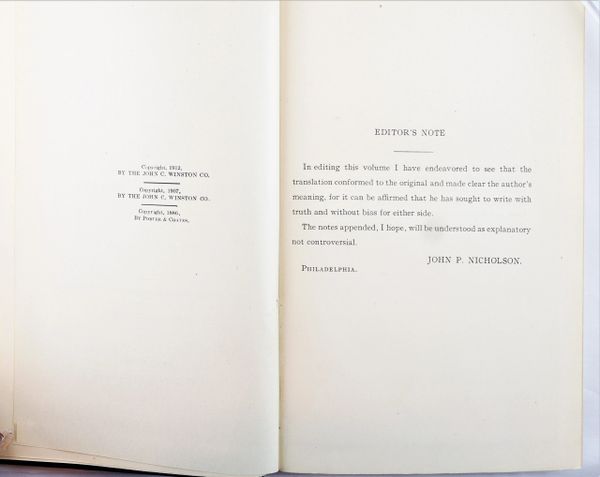 Copyright, 1912,
BY THE JOHN C. WINSTON CO.
Copyright, 1907,
BY THE JOHN C. WINSTON CO.
Copyright, 1886,
BY PORTER & COATES.
EDITOR'S NOTE
In editing this volume I have endeavored to see that the
translation conformed to the original and made clear the author's
meaning, for it can be affirmed that he has sought to write with
truth and without bias for either side.
The notes appended, I hope, will be understood as explanatory
not controversial.
JOHN P. NICHOLSON.
PHILADELPHIA.